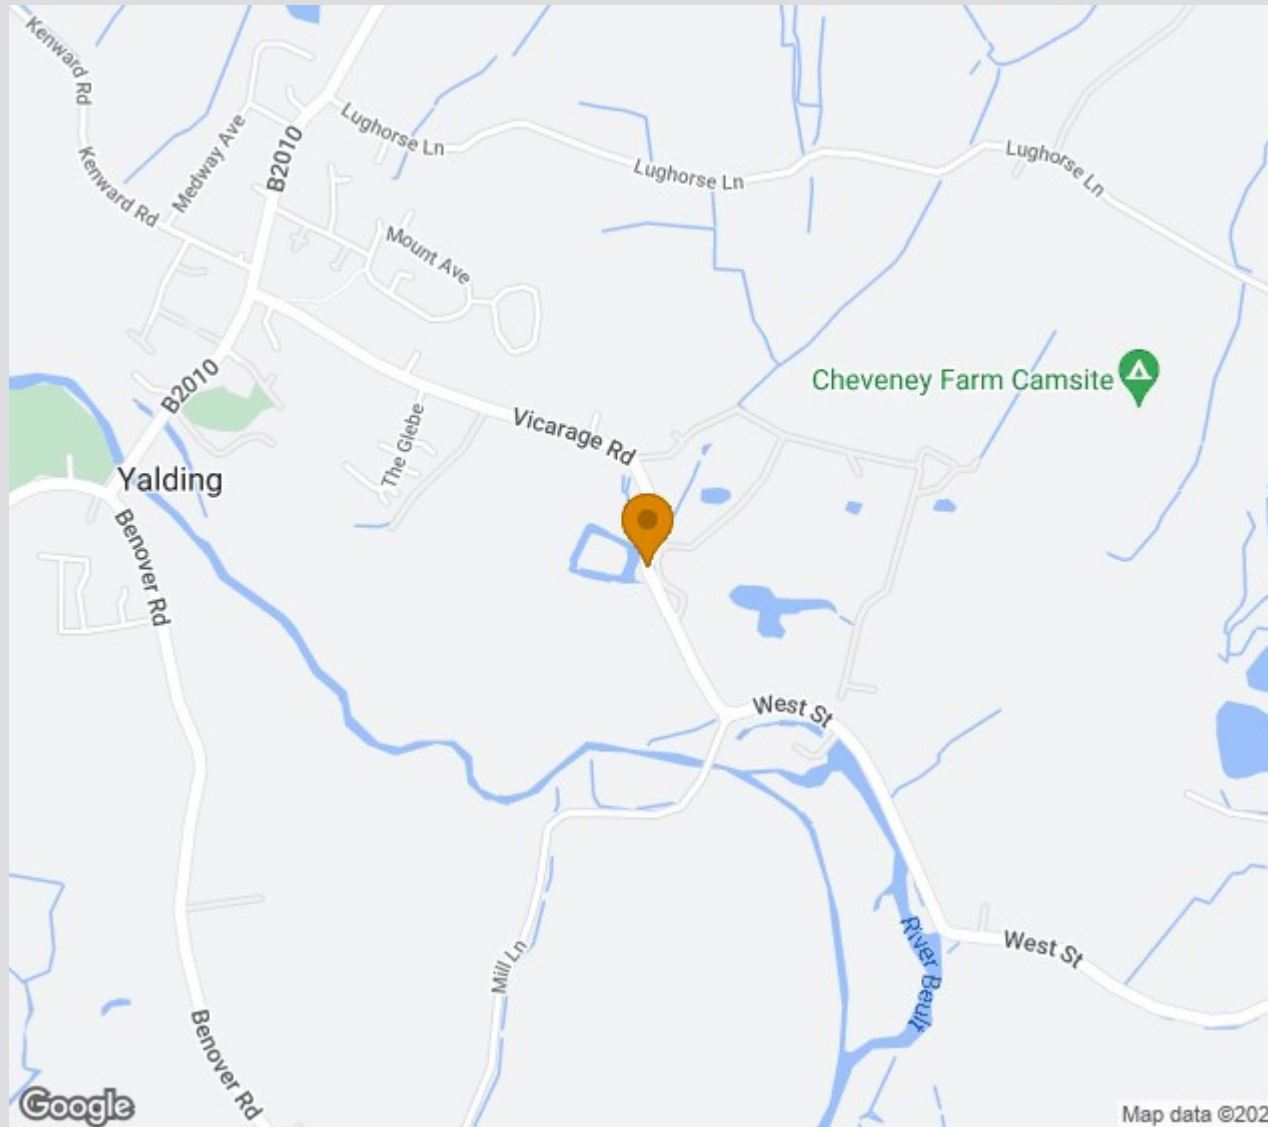 Kenward Rd
Lughorse Ln
Medway Ave
B2010
Lughorse Ln
Lughorse Ln
Kenward Rd
Mount Ave
Cheveney Farm Camsite
B2010
The Glebe
Vicarage Rd
Yalding
Benover Rd
West St
River Beult
West St
Mill Ln
Benover Rd
Google
Map data ©202